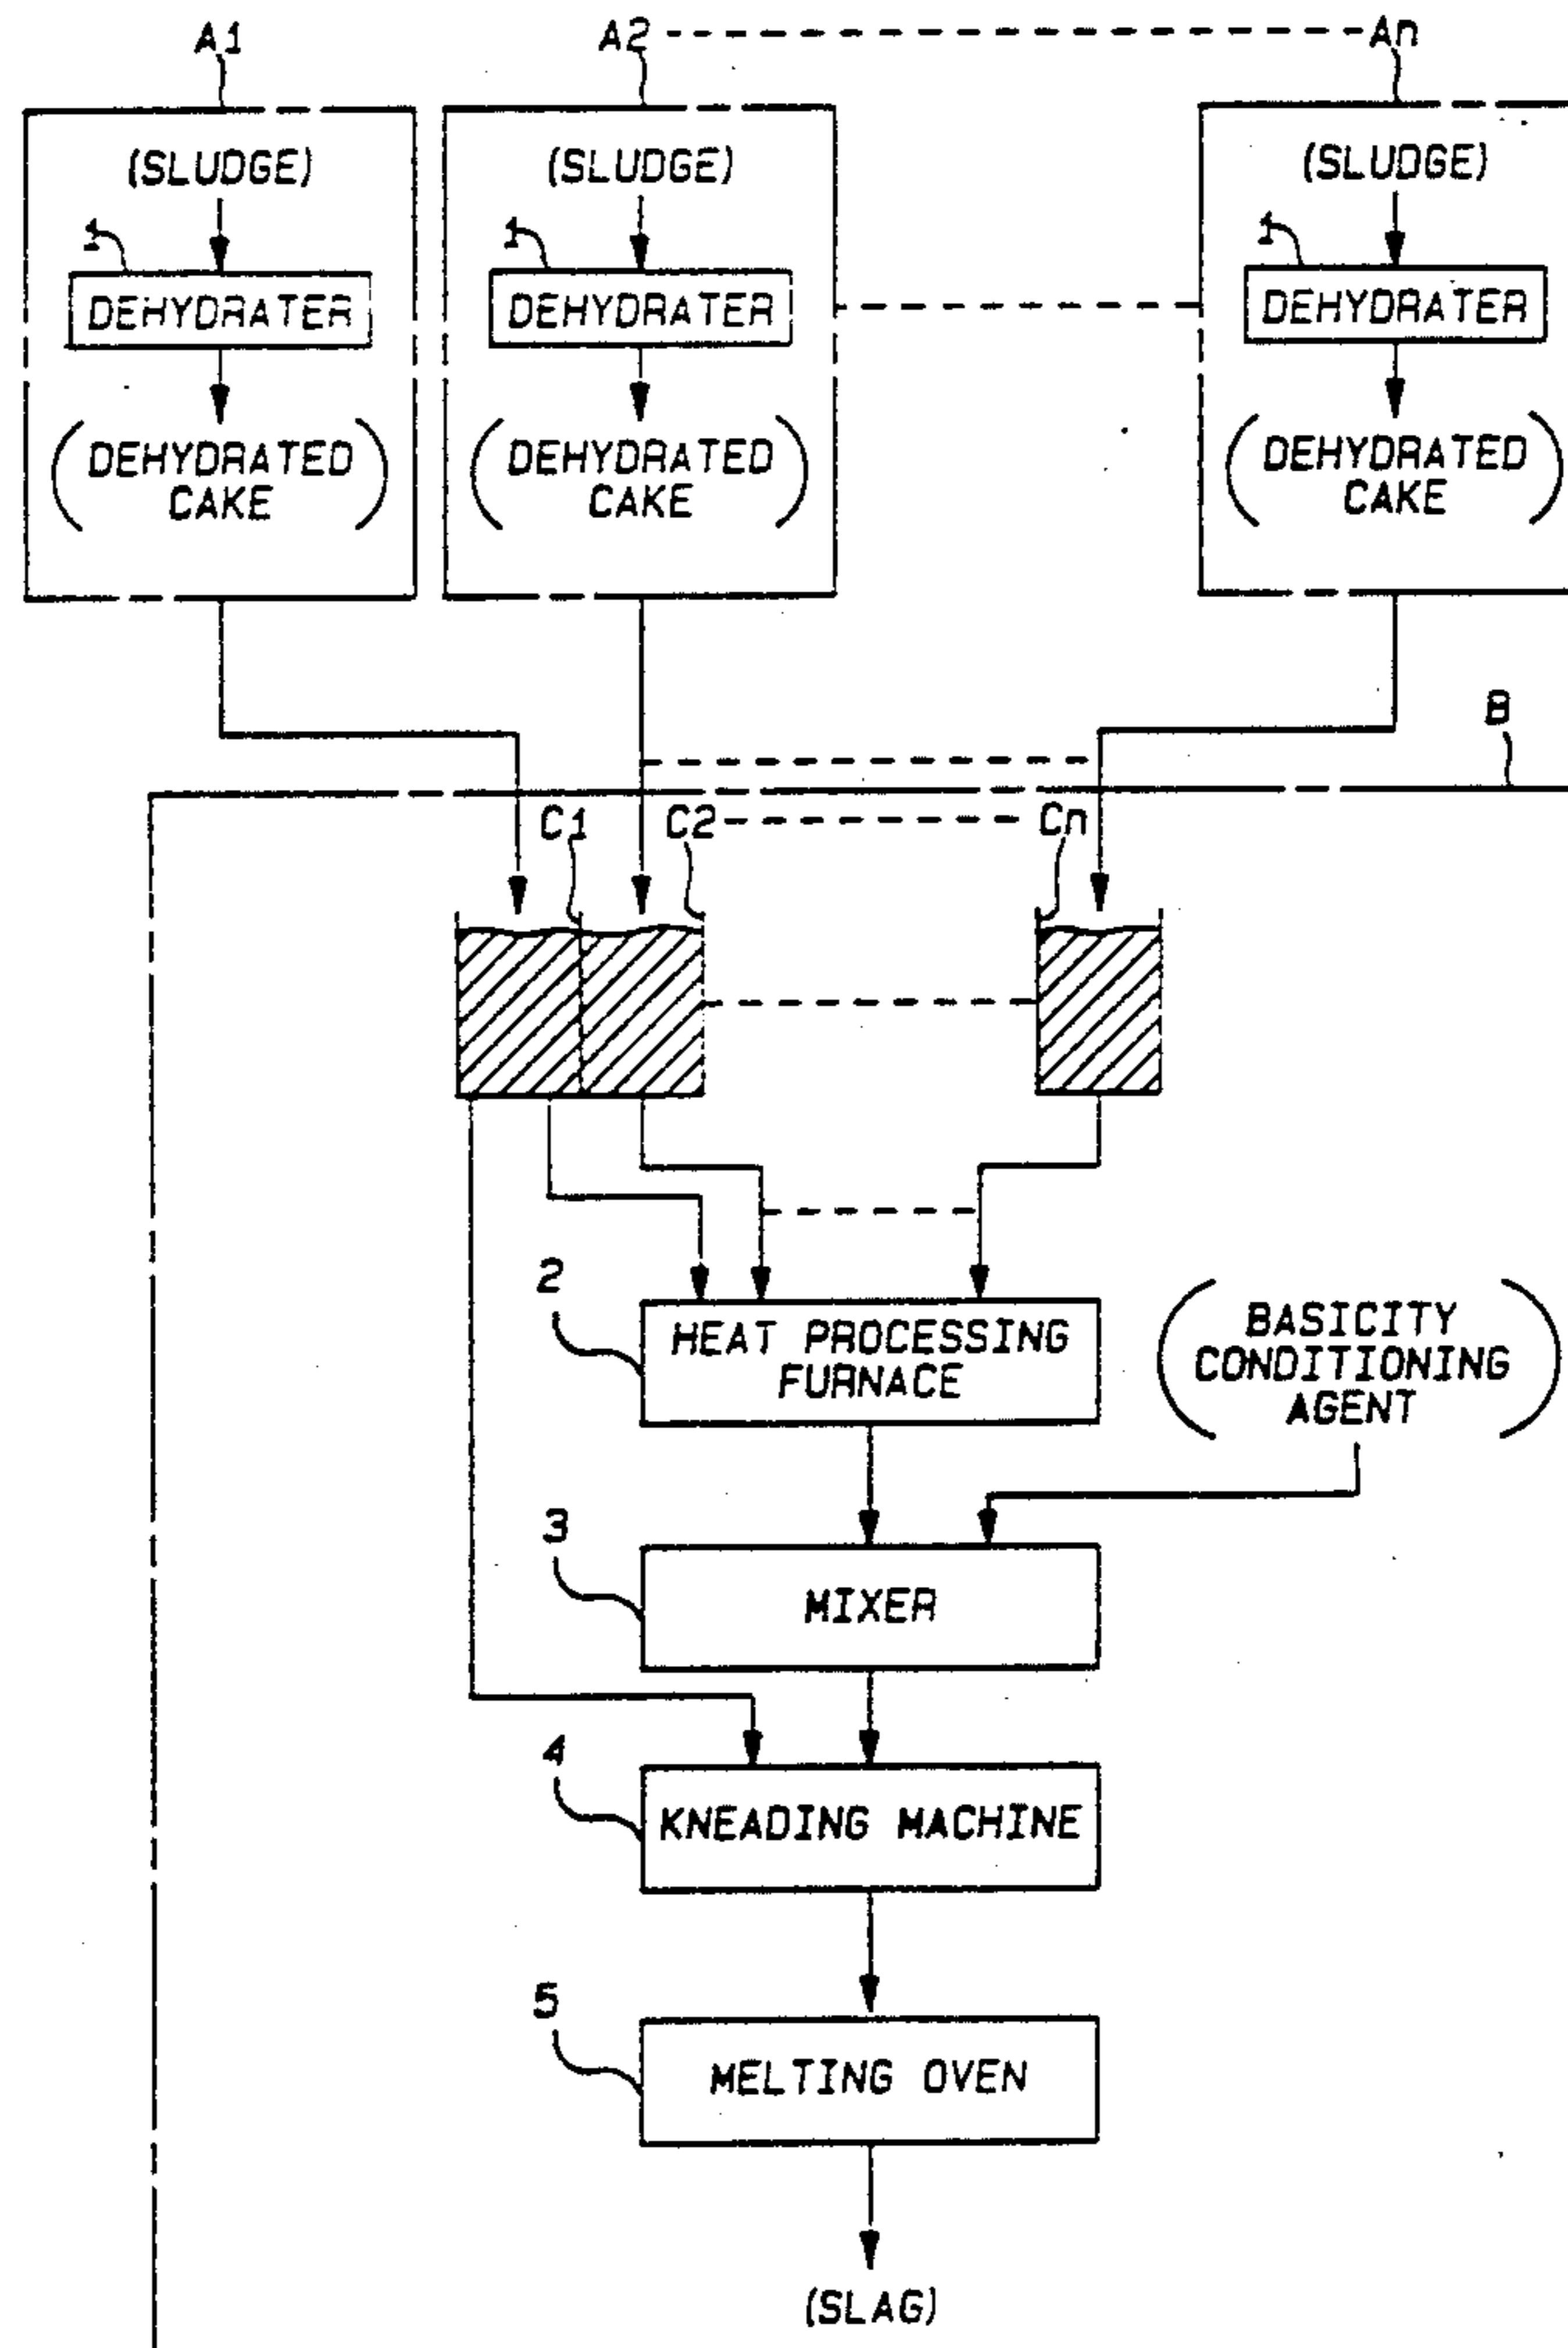 A1
A2
An
(SLUDGE)
(SLUDGE)
(SLUDGE)
1
1
1
DEHYDRATER
DEHYDRATER
DEHYDRATER
(DEHYDRATED
CAKE)
(DEHYDRATED
CAKE)
(DEHYDRATED
CAKE)
B
C1
C2
Cn
2
HEAT PROCESSING
FURNACE
(BASICITY
CONDITIONING
AGENT)
3
MIXER
4
KNEADING MACHINE
5
MELTING OVEN
(SLAG)